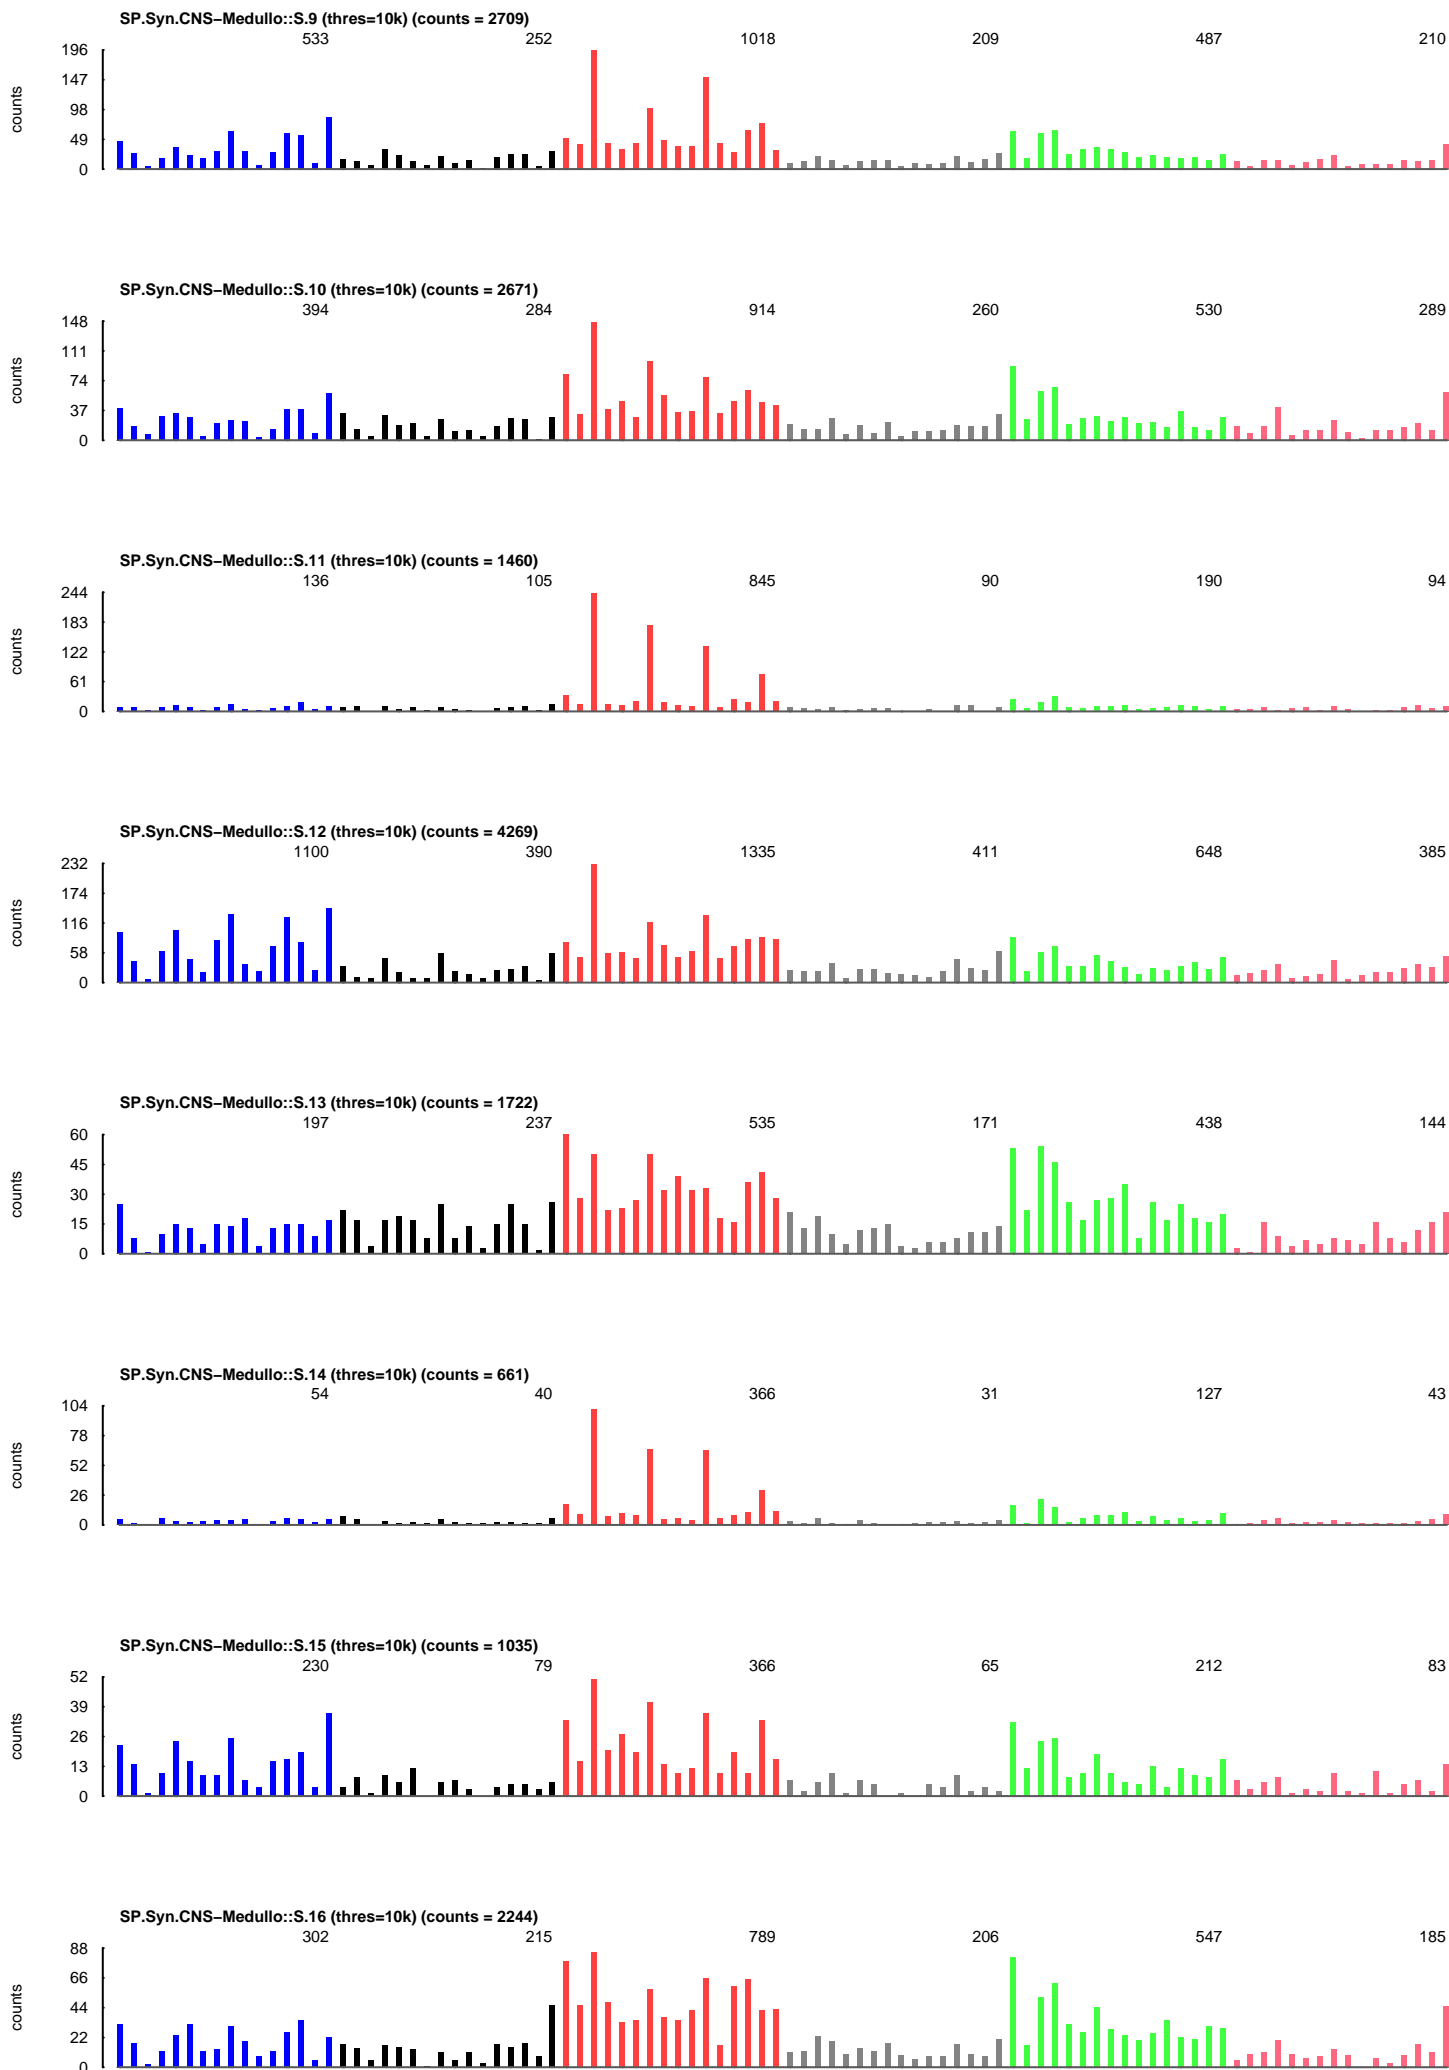 SP.Syn.CNS−Medullo::S.9 (thres=10k) (counts = 2709)
533 252 1018 209 487 210
196
147
98
49
0
counts
SP.Syn.CNS−Medullo::S.10 (thres=10k) (counts = 2671)
394 284 914 260 530 289
148
111
74
37
0
counts
SP.Syn.CNS−Medullo::S.11 (thres=10k) (counts = 1460)
136 105 845 90 190 94
244
183
122
61
0
counts
SP.Syn.CNS−Medullo::S.12 (thres=10k) (counts = 4269)
1100 390 1335 411 648 385
232
174
116
58
0
counts
SP.Syn.CNS−Medullo::S.13 (thres=10k) (counts = 1722)
197 237 535 171 438 144
60
45
30
15
0
counts
SP.Syn.CNS−Medullo::S.14 (thres=10k) (counts = 661)
54 40 366 31 127 43
104
78
52
26
0
counts
SP.Syn.CNS−Medullo::S.15 (thres=10k) (counts = 1035)
230 79 366 65 212 83
52
39
26
13
0
counts
SP.Syn.CNS−Medullo::S.16 (thres=10k) (counts = 2244)
302 215 789 206 547 185
88
66
44
22
0
counts